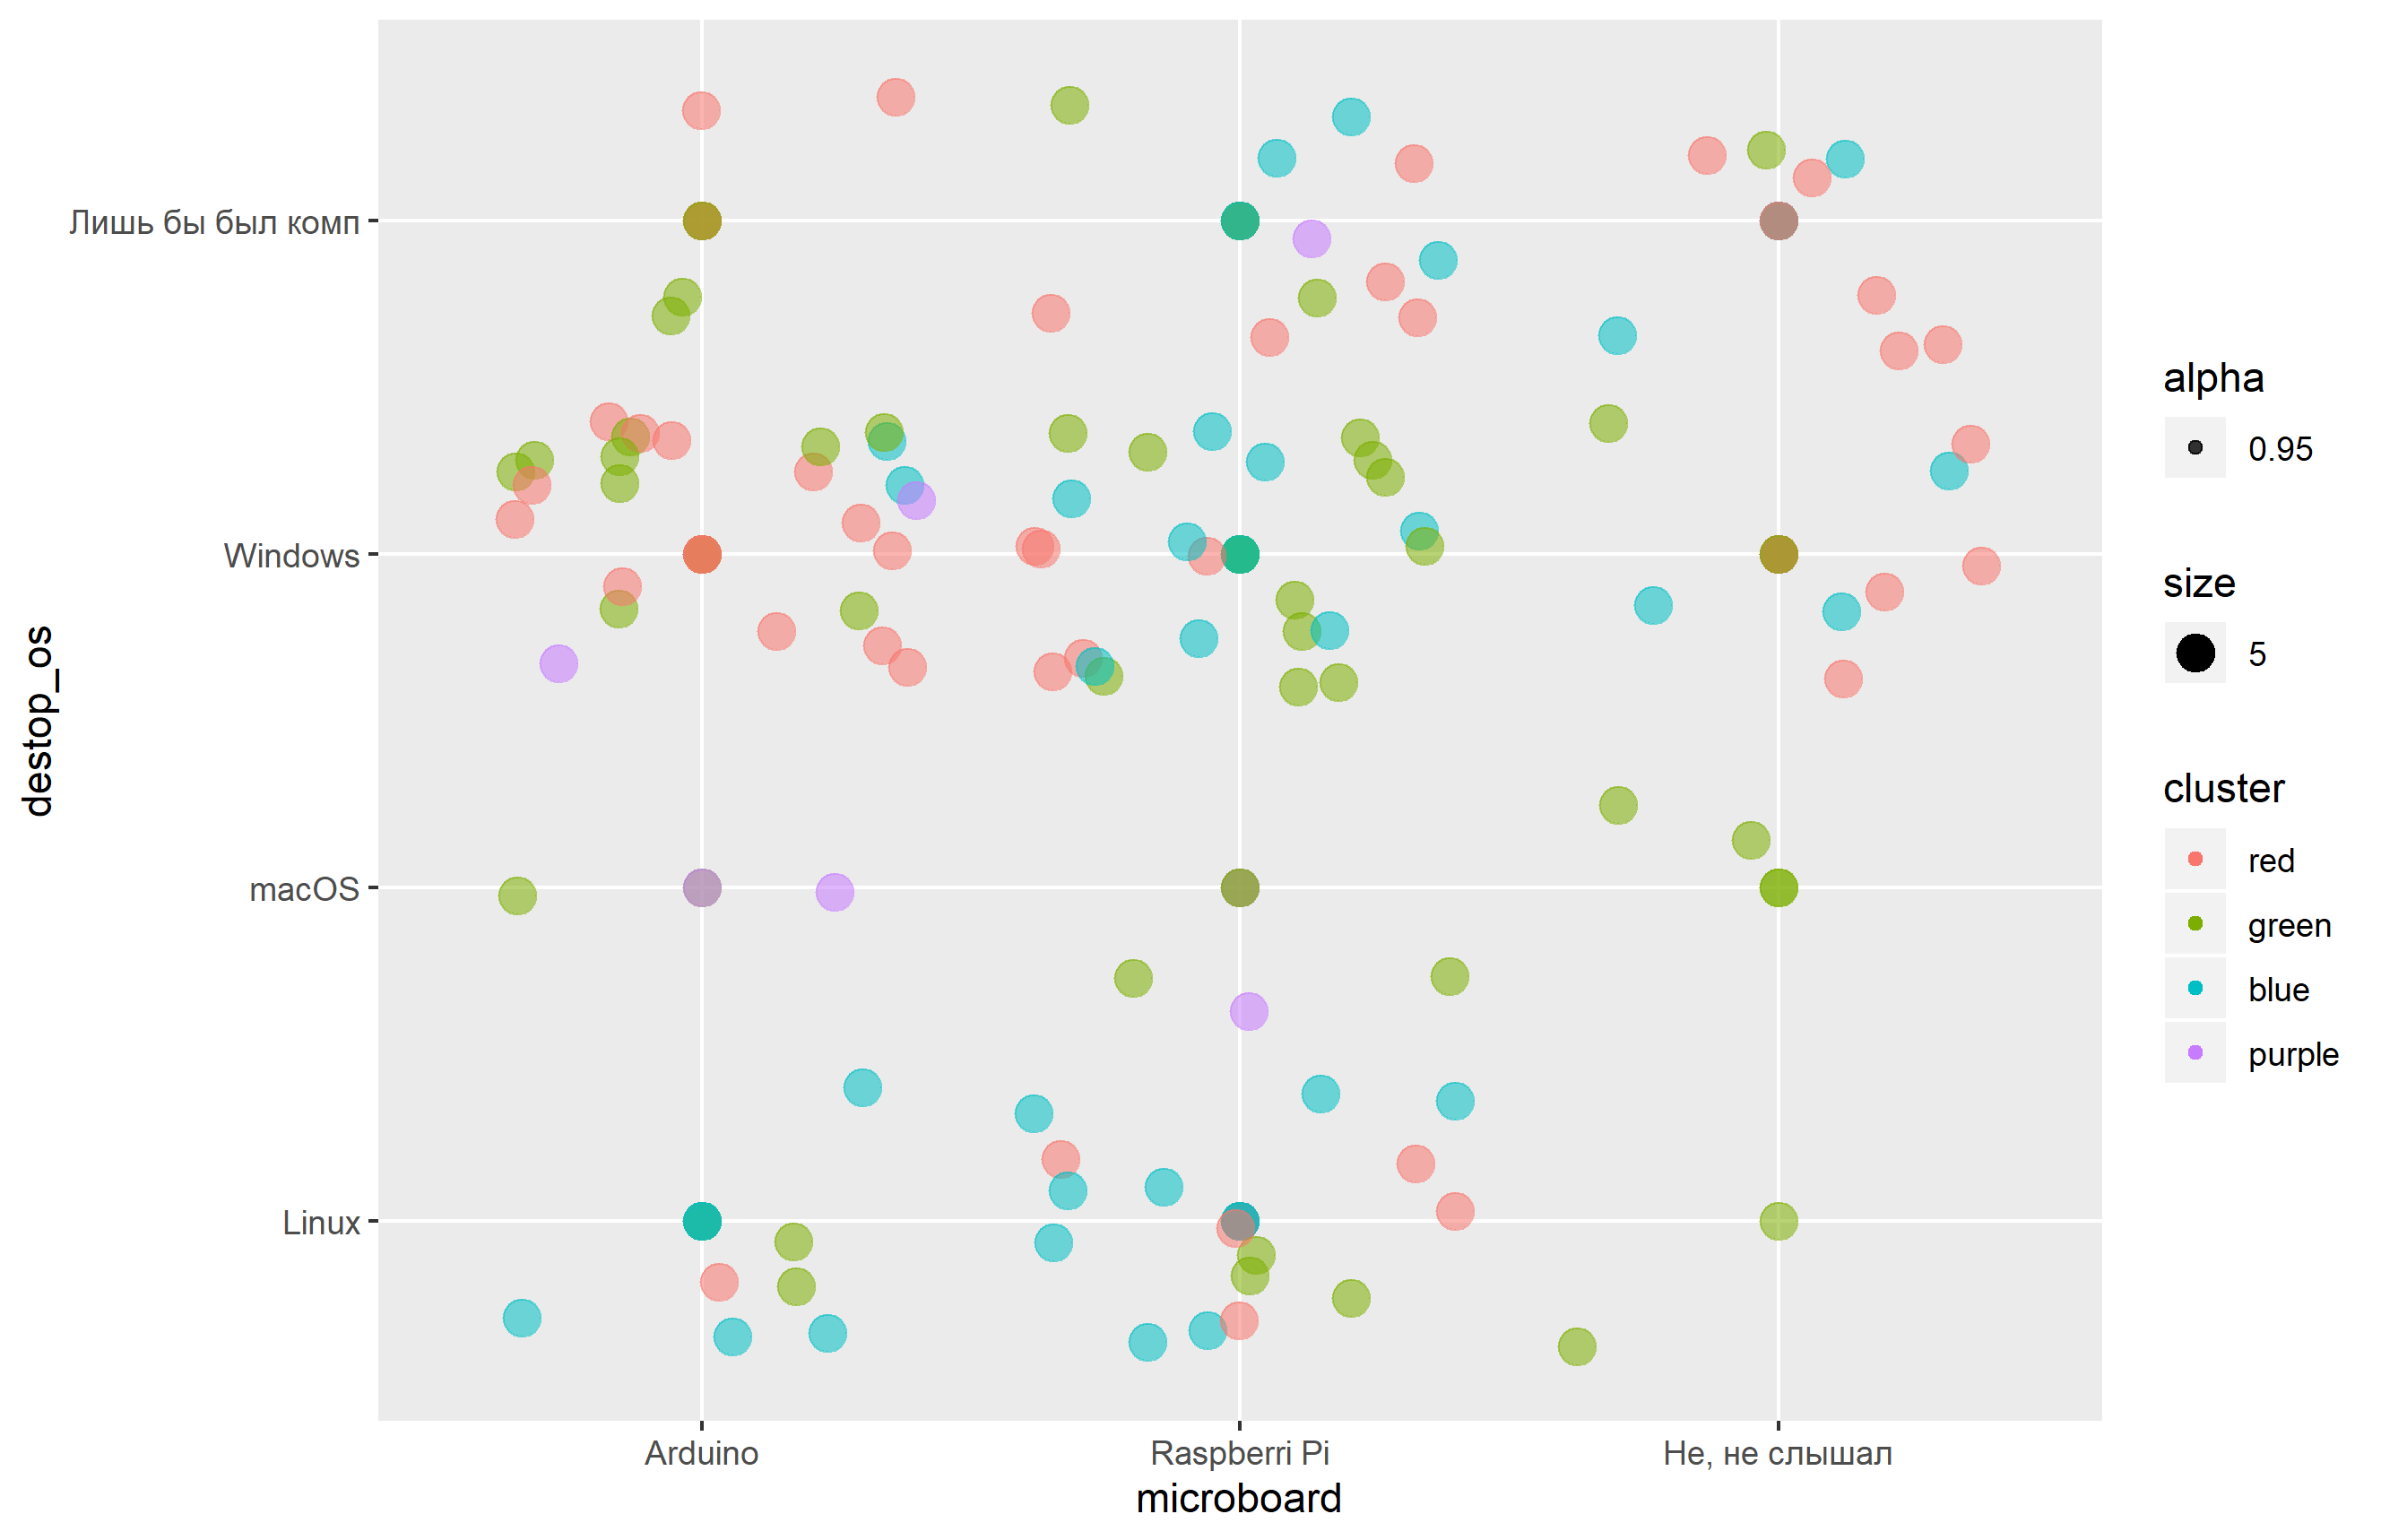 Лишь бы был комп
Windows
macOS
Linux
destop_os
Arduino
Raspberri Pi
Не, не слышал
microboard
alpha
0.95
size
5
cluster
red
green
blue
purple